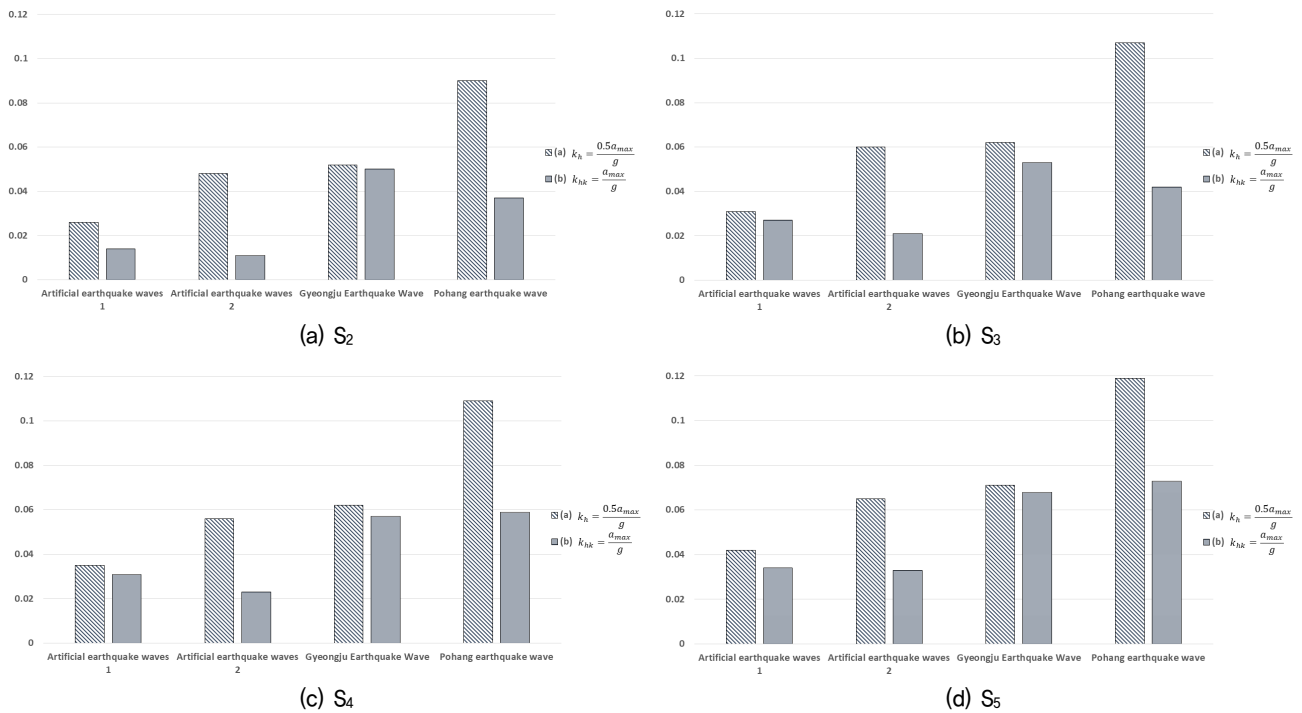 0.12
0.1
0.08
0.06
0.04
0.02
0
Artificial earthquake waves 1
Artificial earthquake waves 2
Gyeongju Earthquake Wave
Pohang earthquake wave
(a) k_h = 0.5a_max / g
(b) k_hk = a_max / g
(a) S₂
0.12
0.1
0.08
0.06
0.04
0.02
0
Artificial earthquake waves 1
Artificial earthquake waves 2
Gyeongju Earthquake Wave
Pohang earthquake wave
(a) k_h = 0.5a_max / g
(b) k_hk = a_max / g
(b) S₃
0.12
0.1
0.08
0.06
0.04
0.02
0
Artificial earthquake waves 1
Artificial earthquake waves 2
Gyeongju Earthquake Wave
Pohang earthquake wave
(a) k_h = 0.5a_max / g
(b) k_hk = a_max / g
(c) S₄
0.12
0.1
0.08
0.06
0.04
0.02
0
Artificial earthquake waves 1
Artificial earthquake waves 2
Gyeongju Earthquake Wave
Pohang earthquake wave
(a) k_h = 0.5a_max / g
(b) k_hk = a_max / g
(d) S₅